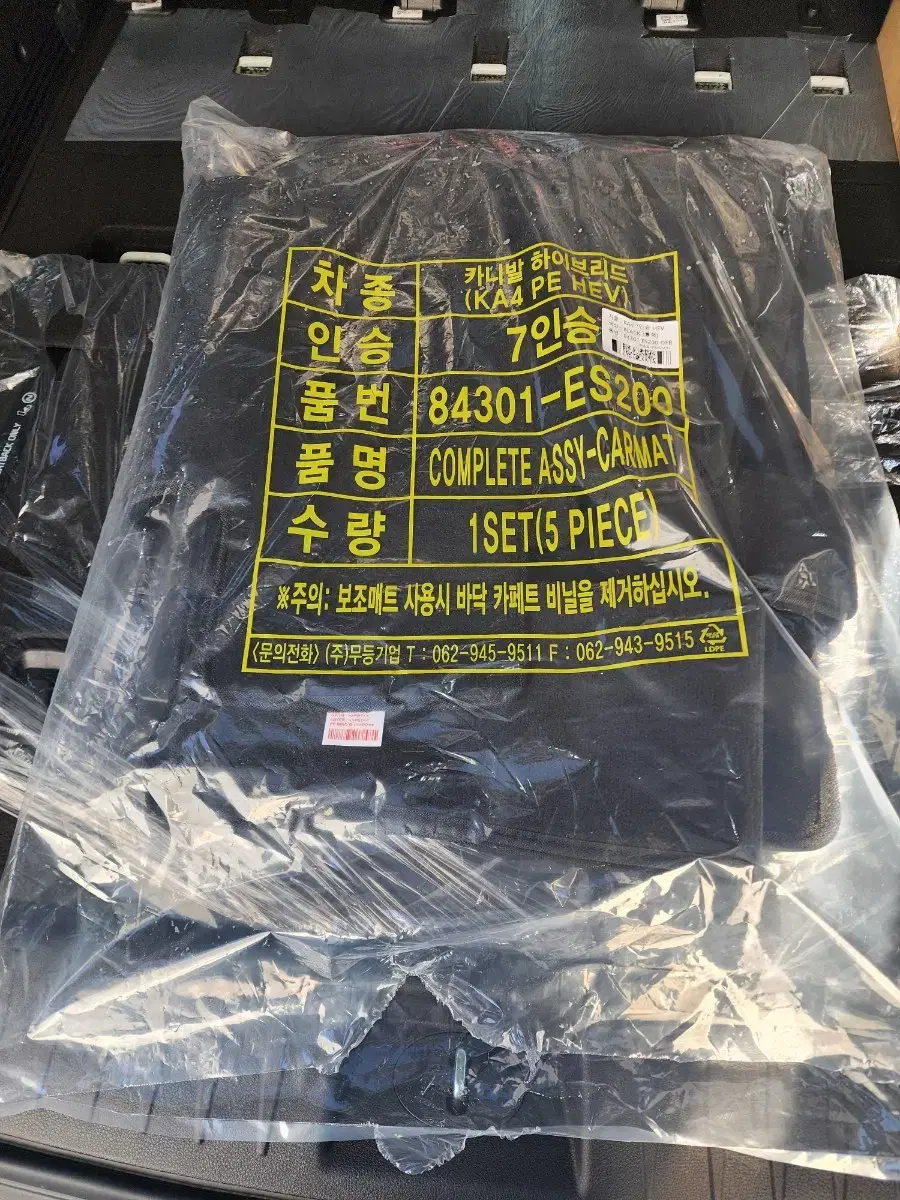 차 종 카니발 하이브리드
(KA4 PE HEV)
인 승 7인승
품 번 84301-ES200
품 명 COMPLETE ASSY-CARMAT
수 량 1SET(5 PIECE)
※주의: 보조매트 사용시 바닥 카페트 비닐을 제거하십시오.
<문의전화> (주)무등기업 T : 062-945-9511 F : 062-943-9515
LDPE
BACK ONLY